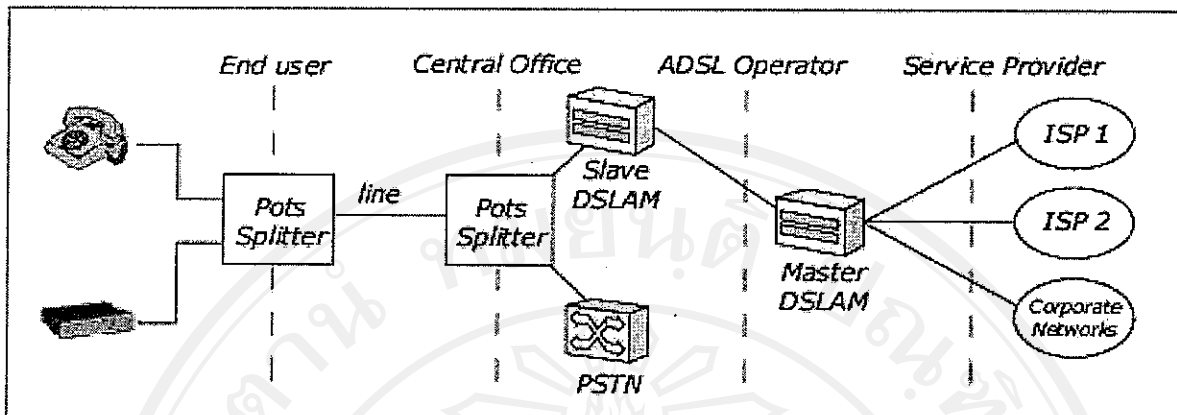 End user
Central Office
ADSL Operator
Service Provider
Pots
Splitter
line
Pots
Splitter
Slave
DSLAM
PSTN
Master
DSLAM
ISP 1
ISP 2
Corporate
Networks